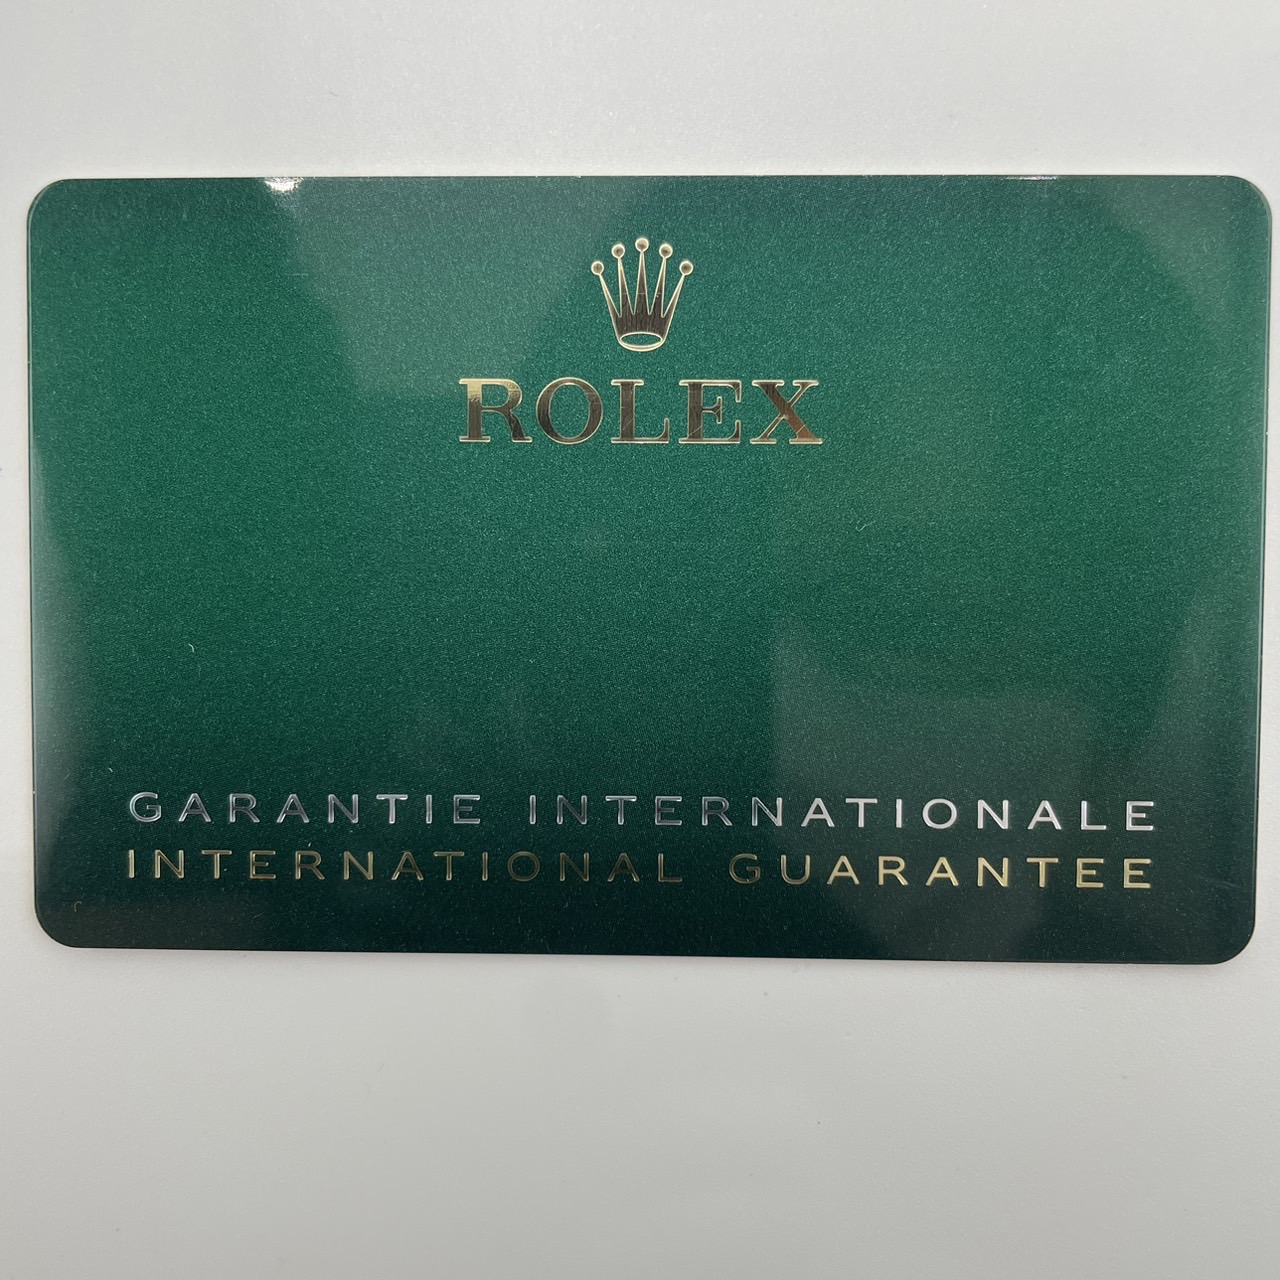 ROLEX
GARANTIE INTERNATIONALE
INTERNATIONAL GUARANTEE